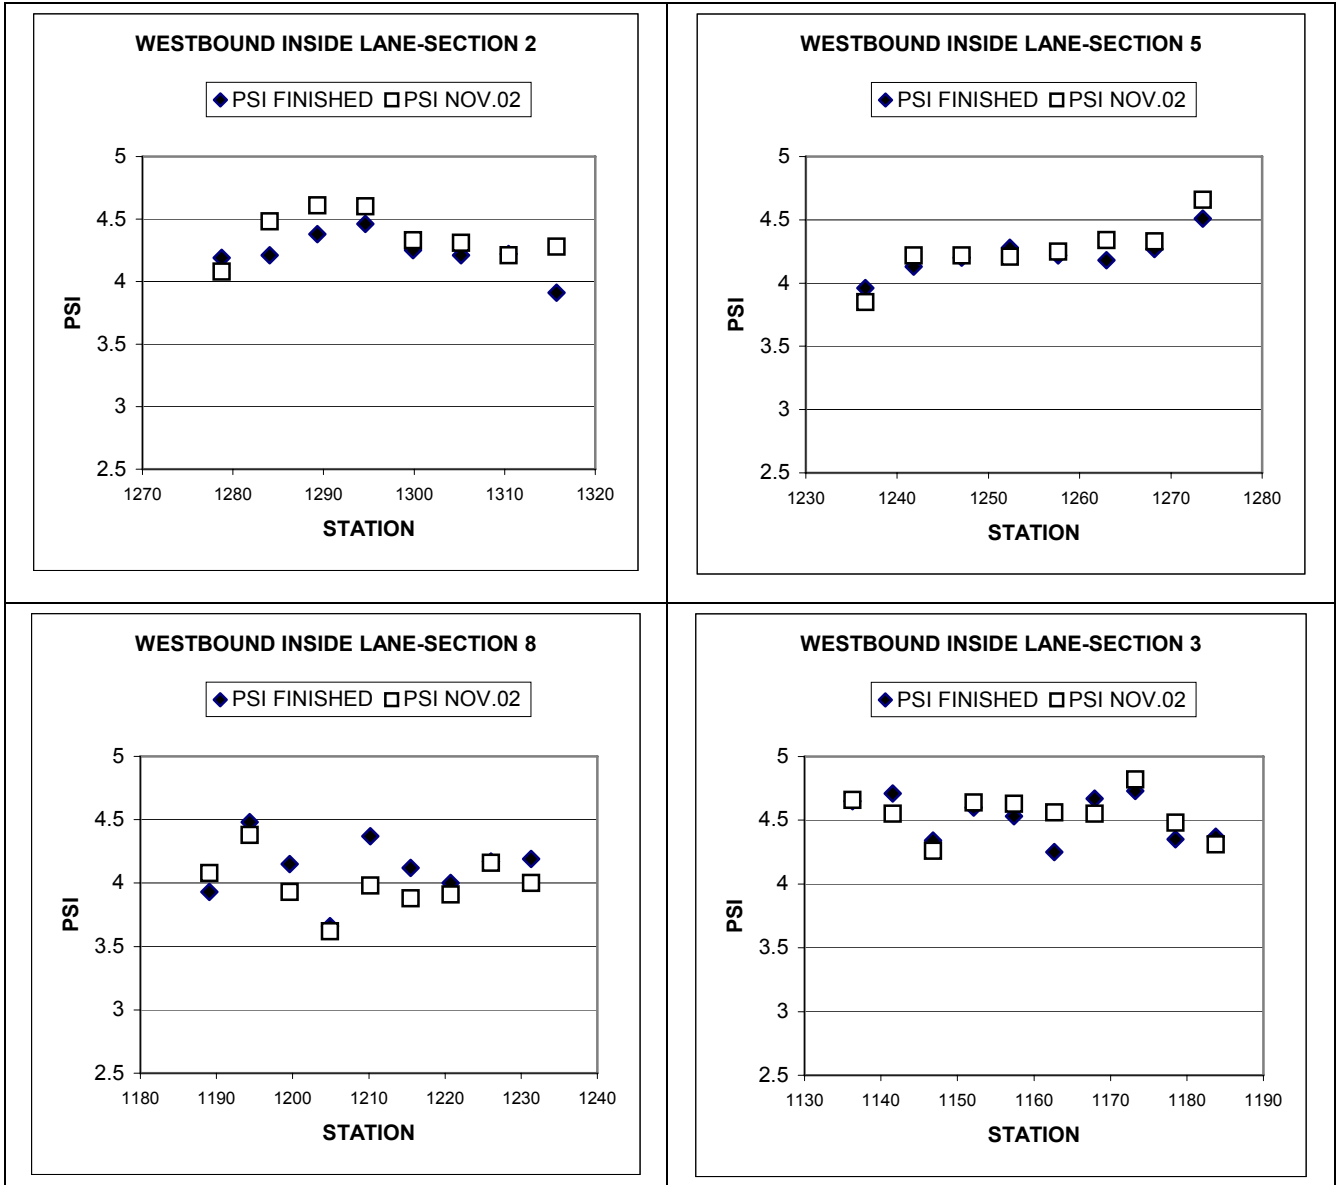 WESTBOUND INSIDE LANE-SECTION 2
PSI FINISHED PSI NOV.02
5
4.5
4
3.5
3
2.5
PSI
1270 1280 1290 1300 1310 1320
STATION
WESTBOUND INSIDE LANE-SECTION 5
PSI FINISHED PSI NOV.02
5
4.5
4
3.5
3
2.5
PSI
1230 1240 1250 1260 1270 1280
STATION
WESTBOUND INSIDE LANE-SECTION 8
PSI FINISHED PSI NOV.02
5
4.5
4
3.5
3
2.5
PSI
1180 1190 1200 1210 1220 1230 1240
STATION
WESTBOUND INSIDE LANE-SECTION 3
PSI FINISHED PSI NOV.02
5
4.5
4
3.5
3
2.5
PSI
1130 1140 1150 1160 1170 1180 1190
STATION